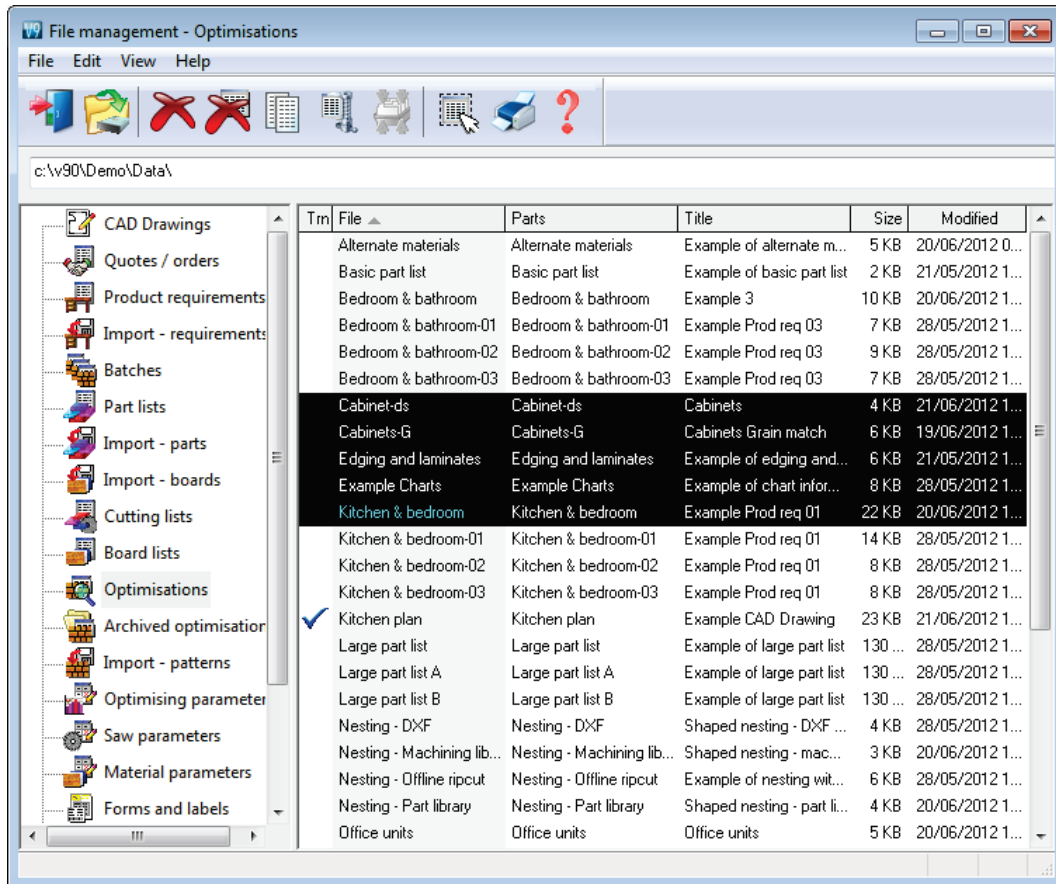 V9 File management - Optimisations
File Edit View Help
c:\v90\Demo\Data\
CAD Drawings
Quotes / orders
Product requirements
Import - requirements
Batches
Part lists
Import - parts
Import - boards
Cutting lists
Board lists
Optimisations
Archived optimisation
Import - patterns
Optimising parameter
Saw parameters
Material parameters
Forms and labels
Trn File Parts Title Size Modified
Alternate materials Alternate materials Example of alternate m... 5 KB 20/06/2012 0...
Basic part list Basic part list Example of basic part list 2 KB 21/05/2012 1...
Bedroom & bathroom Bedroom & bathroom Example 3 10 KB 20/06/2012 1...
Bedroom & bathroom-01 Bedroom & bathroom-01 Example Prod req 03 7 KB 28/05/2012 1...
Bedroom & bathroom-02 Bedroom & bathroom-02 Example Prod req 03 9 KB 28/05/2012 1...
Bedroom & bathroom-03 Bedroom & bathroom-03 Example Prod req 03 7 KB 28/05/2012 1...
Cabinet-ds Cabinet-ds Cabinets 4 KB 21/06/2012 1...
Cabinets-G Cabinets-G Cabinets Grain match 6 KB 19/06/2012 1...
Edging and laminates Edging and laminates Example of edging and... 6 KB 21/05/2012 1...
Example Charts Example Charts Example of chart infor... 8 KB 28/05/2012 1...
Kitchen & bedroom Kitchen & bedroom Example Prod req 01 22 KB 20/06/2012 1...
Kitchen & bedroom-01 Kitchen & bedroom-01 Example Prod req 01 14 KB 28/05/2012 1...
Kitchen & bedroom-02 Kitchen & bedroom-02 Example Prod req 01 8 KB 28/05/2012 1...
Kitchen & bedroom-03 Kitchen & bedroom-03 Example Prod req 01 8 KB 28/05/2012 1...
Kitchen plan Kitchen plan Example CAD Drawing 23 KB 21/06/2012 1...
Large part list Large part list Example of large part list 130 ... 28/05/2012 1...
Large part list A Large part list A Example of large part list 130 ... 28/05/2012 1...
Large part list B Large part list B Example of large part list 130 ... 28/05/2012 1...
Nesting - DXF Nesting - DXF Shaped nesting - DXF ... 4 KB 28/05/2012 1...
Nesting - Machining lib... Nesting - Machining lib... Shaped nesting - mac... 3 KB 20/06/2012 1...
Nesting - Offline ripcut Nesting - Offline ripcut Example of nesting wit... 6 KB 28/05/2012 1...
Nesting - Part library Nesting - Part library Shaped nesting - part li... 4 KB 20/06/2012 1...
Office units Office units Office units 5 KB 20/06/2012 1...